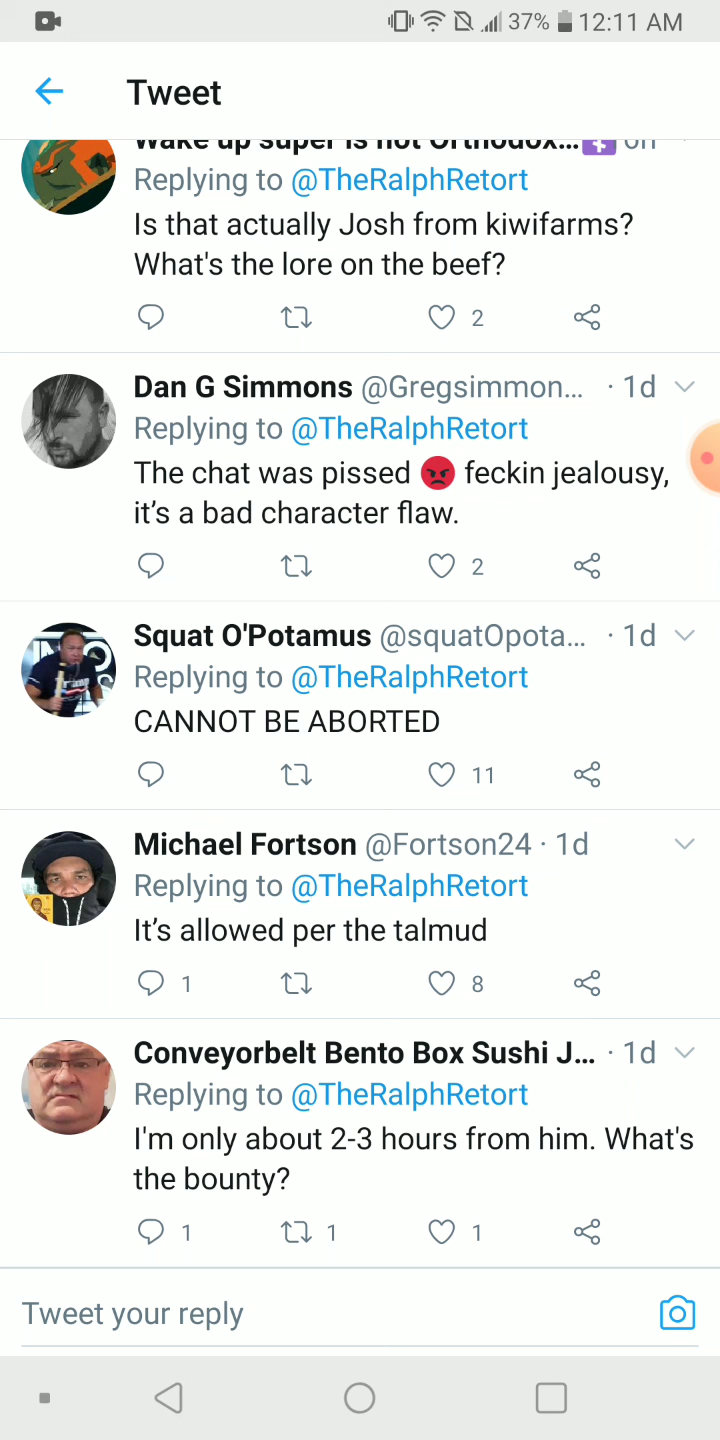 37% 12:11 AM
Tweet
Wake up super is not Orthodox...
Replying to @TheRalphRetort
Is that actually Josh from kiwifarms?
What's the lore on the beef?
2
Dan G Simmons @Gregsimmon... · 1d
Replying to @TheRalphRetort
The chat was pissed 😡 feckin jealousy,
it's a bad character flaw.
2
Squat O'Potamus @squatOpota... · 1d
Replying to @TheRalphRetort
CANNOT BE ABORTED
11
Michael Fortson @Fortson24 · 1d
Replying to @TheRalphRetort
It's allowed per the talmud
1 8
Conveyorbelt Bento Box Sushi J... · 1d
Replying to @TheRalphRetort
I'm only about 2-3 hours from him. What's
the bounty?
1 1 1
Tweet your reply